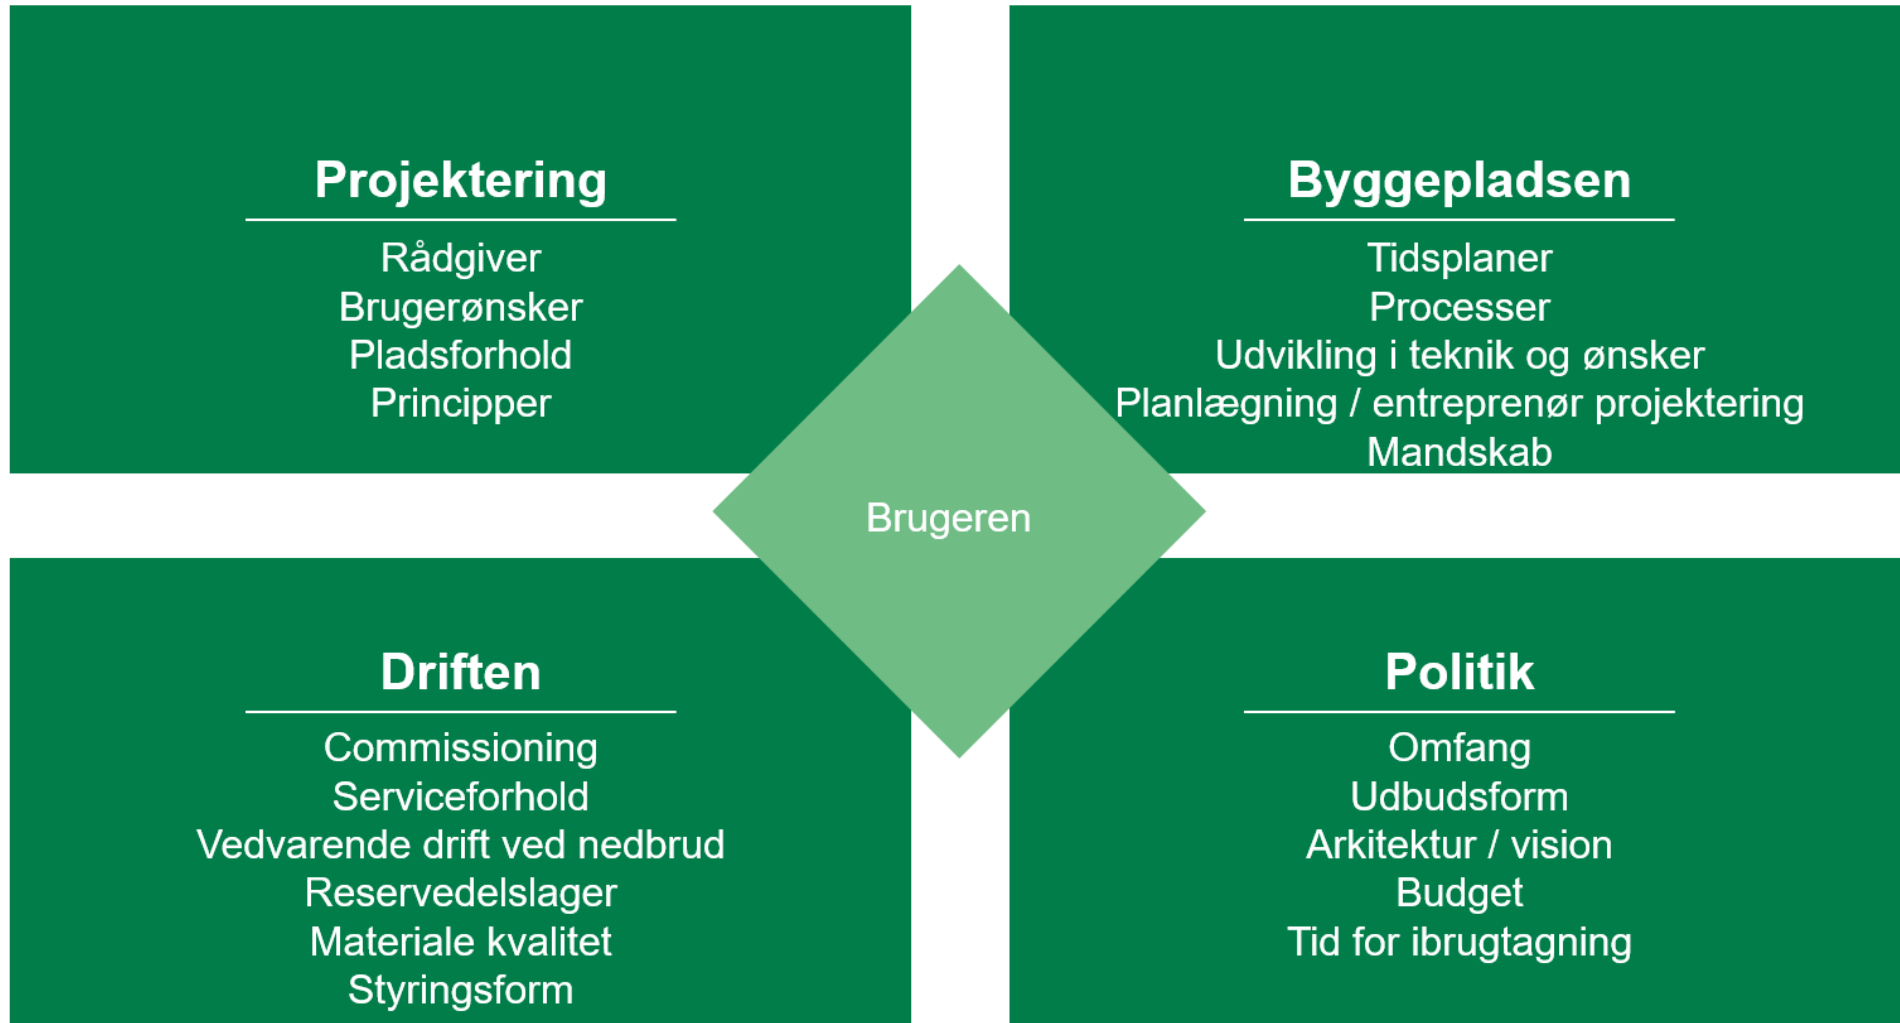 Projektering
Rådgiver
Brugerønsker
Pladsforhold
Principper
Byggepladsen
Tidsplaner
Processer
Udvikling i teknik og ønsker
Planlægning / entreprenør projektering
Mandskab
Brugeren
Driften
Commissioning
Serviceforhold
Vedvarende drift ved nedbrud
Reservedelslager
Materiale kvalitet
Styringsform
Politik
Omfang
Udbudsform
Arkitektur / vision
Budget
Tid for ibrugtagning